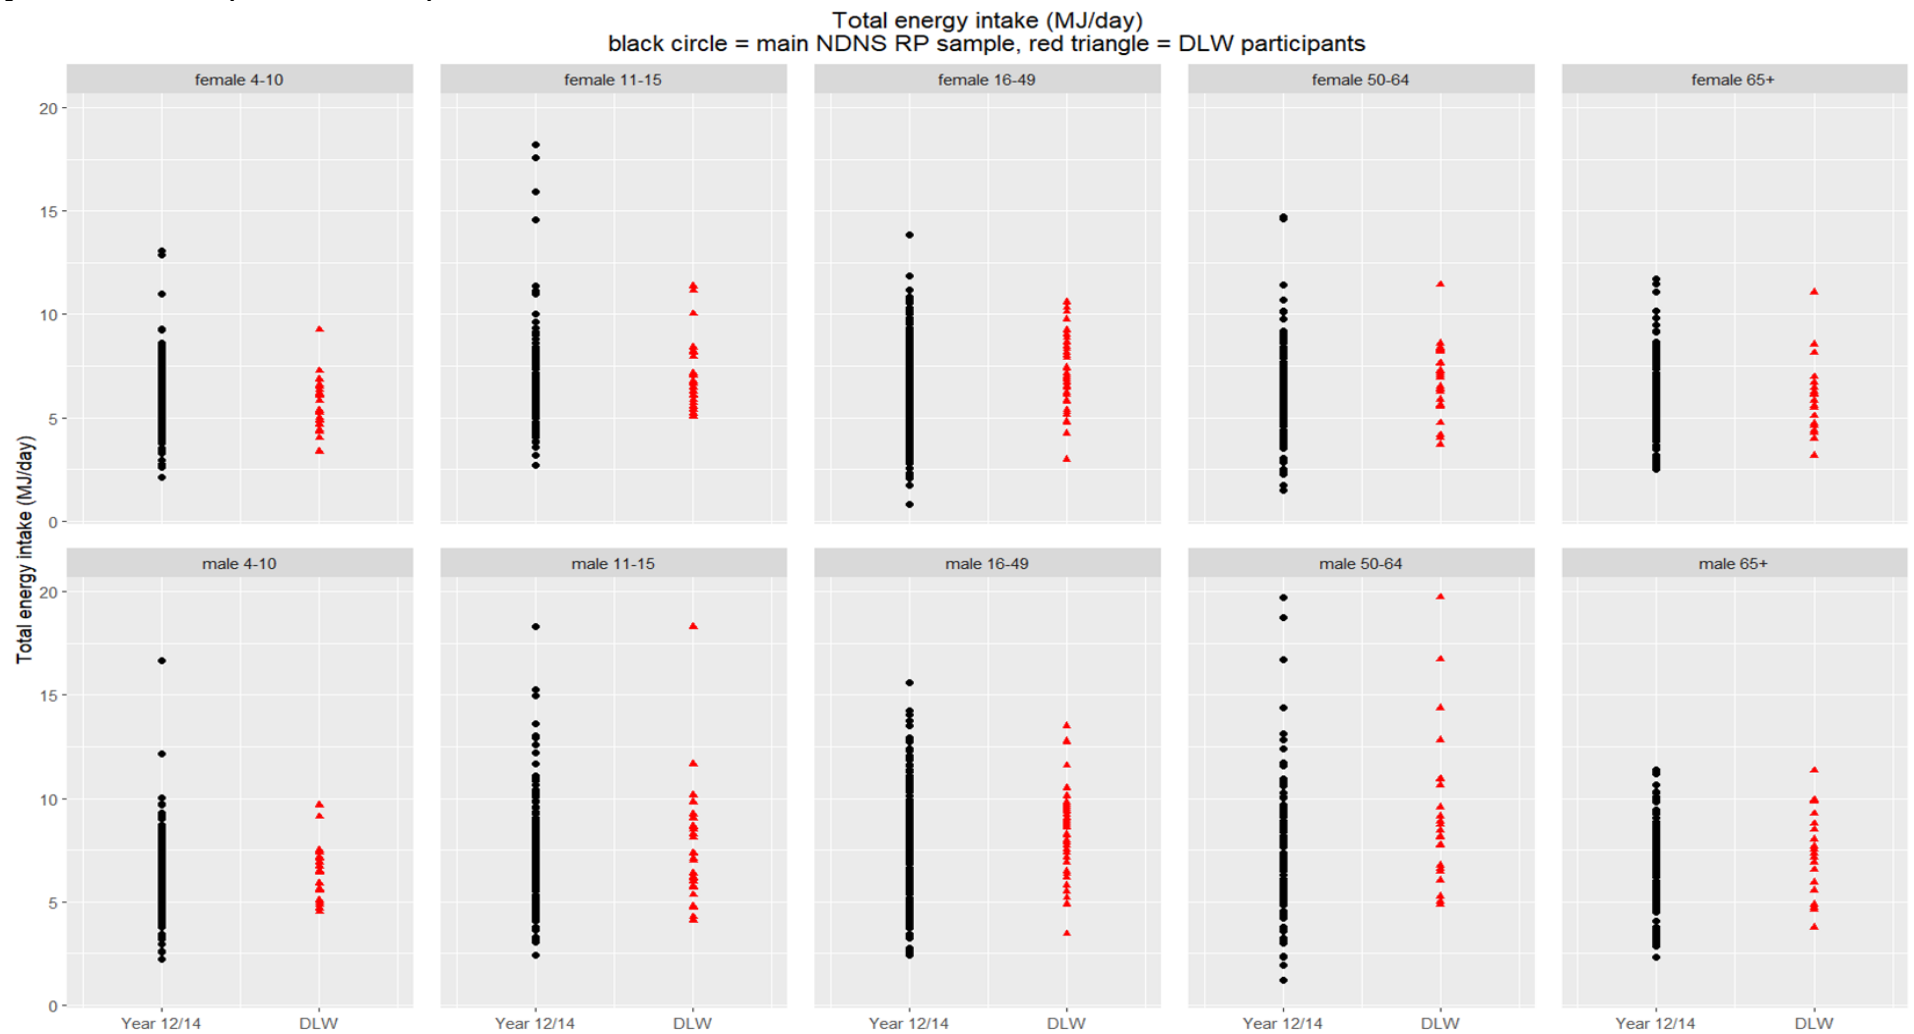 Total energy intake (MJ/day)
black circle = main NDNS RP sample, red triangle = DLW participants
female 4-10
female 11-15
female 16-49
female 50-64
female 65+
20
15
10
5
0
Total energy intake (MJ/day)
male 4-10
male 11-15
male 16-49
male 50-64
male 65+
20
15
10
5
0
Year 12/14
DLW
Year 12/14
DLW
Year 12/14
DLW
Year 12/14
DLW
Year 12/14
DLW